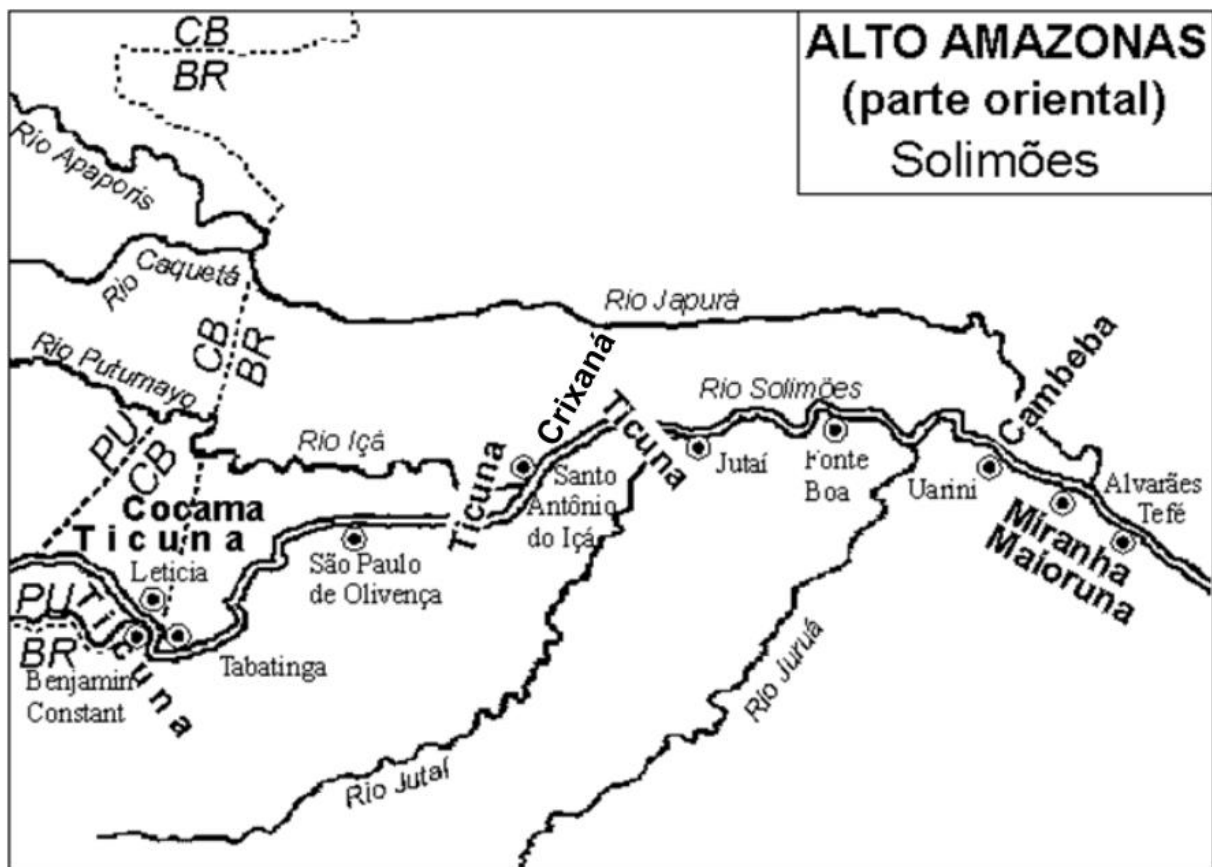 ALTO AMAZONAS
(parte oriental)
Solimões
CB
BR
Rio Apaporis
Rio Caquetá
CB
BR
Rio Japurá
Rio Putumayo
PU
CB
Rio Içá
Crixaná
Ticuna
Ticuna
Rio Solimões
Cambeba
Cocama
Ticuna
Leticia
São Paulo
de Olivença
Santo
Antônio
do Içá
Jutaí
Fonte
Boa
Uarini
Alvarães
Tefé
Miranha
Maioruna
PU
BR
Ticuna
Benjamin
Constant
Tabatinga
Rio Jutaí
Rio Juruá